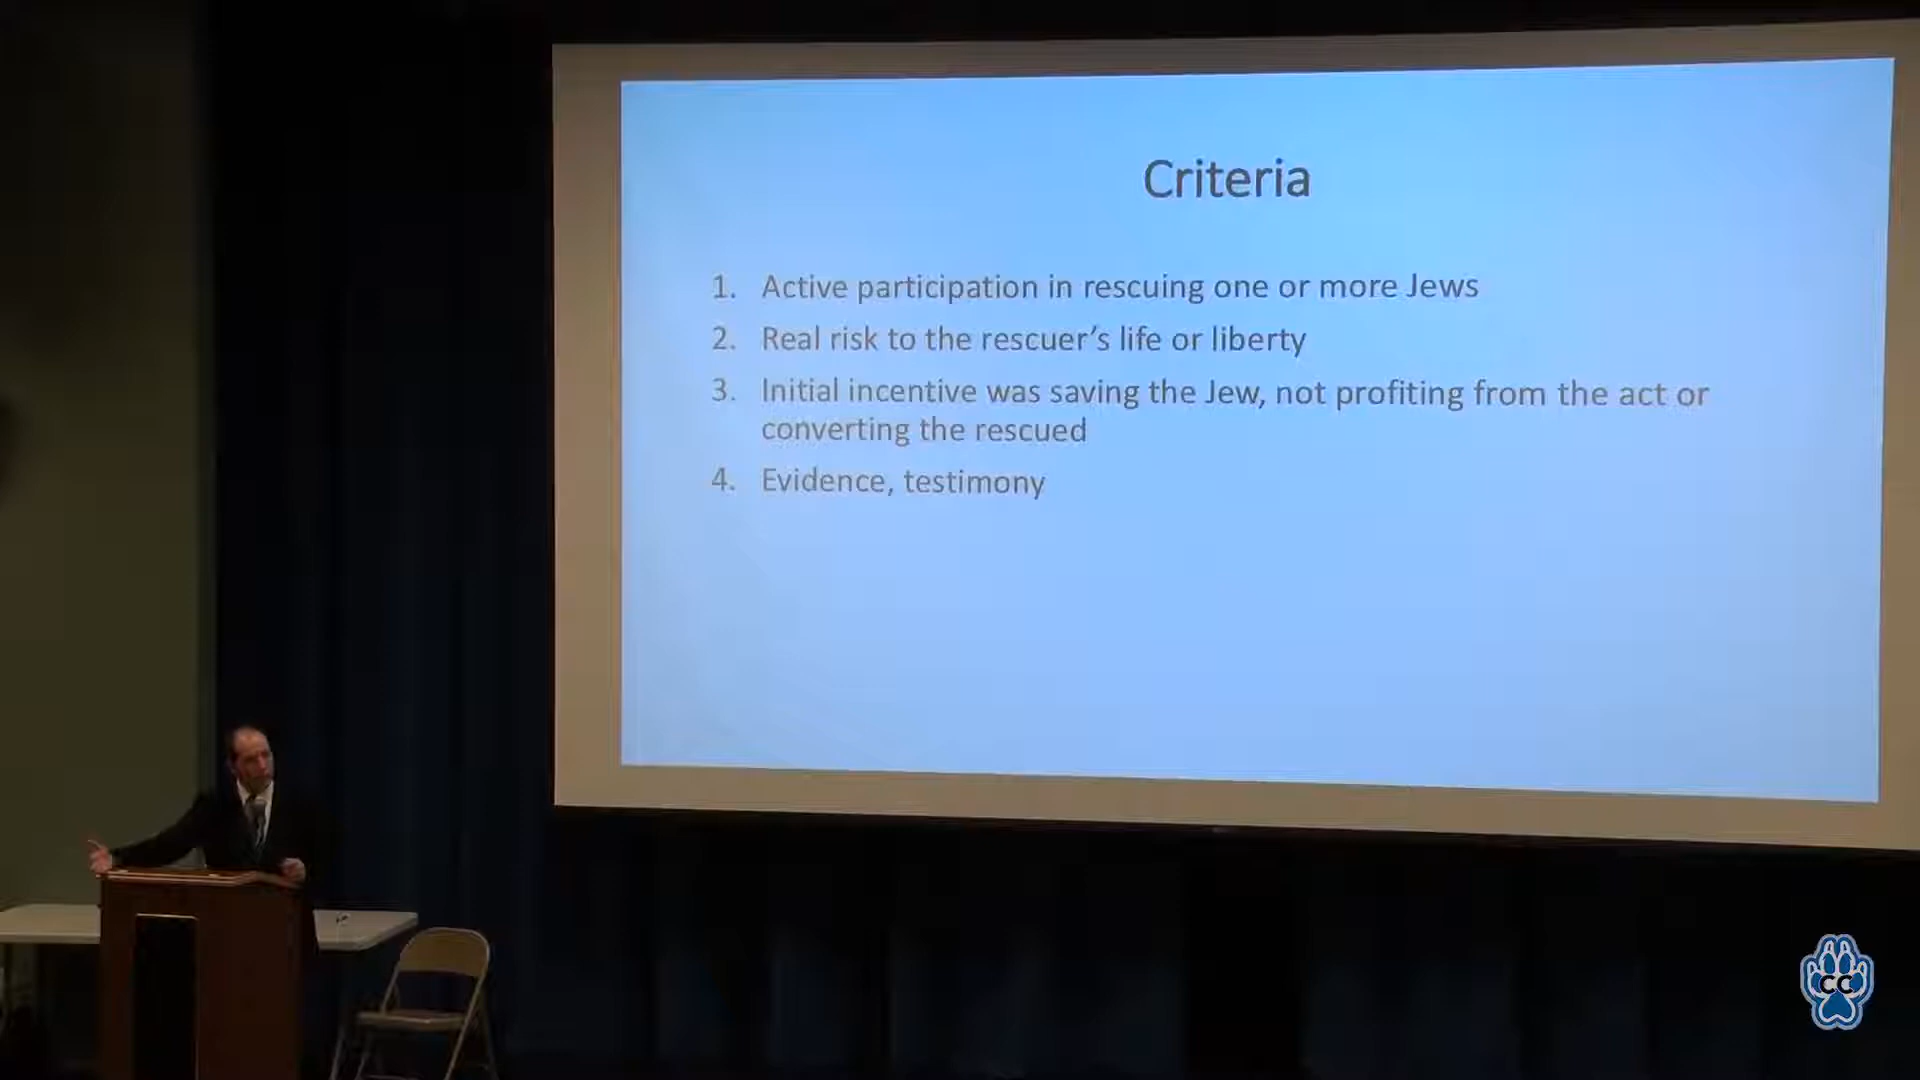 Criteria
1. Active participation in rescuing one or more Jews
2. Real risk to the rescuer's life or liberty
3. Initial incentive was saving the Jew, not profiting from the act or
converting the rescued
4. Evidence, testimony
CC